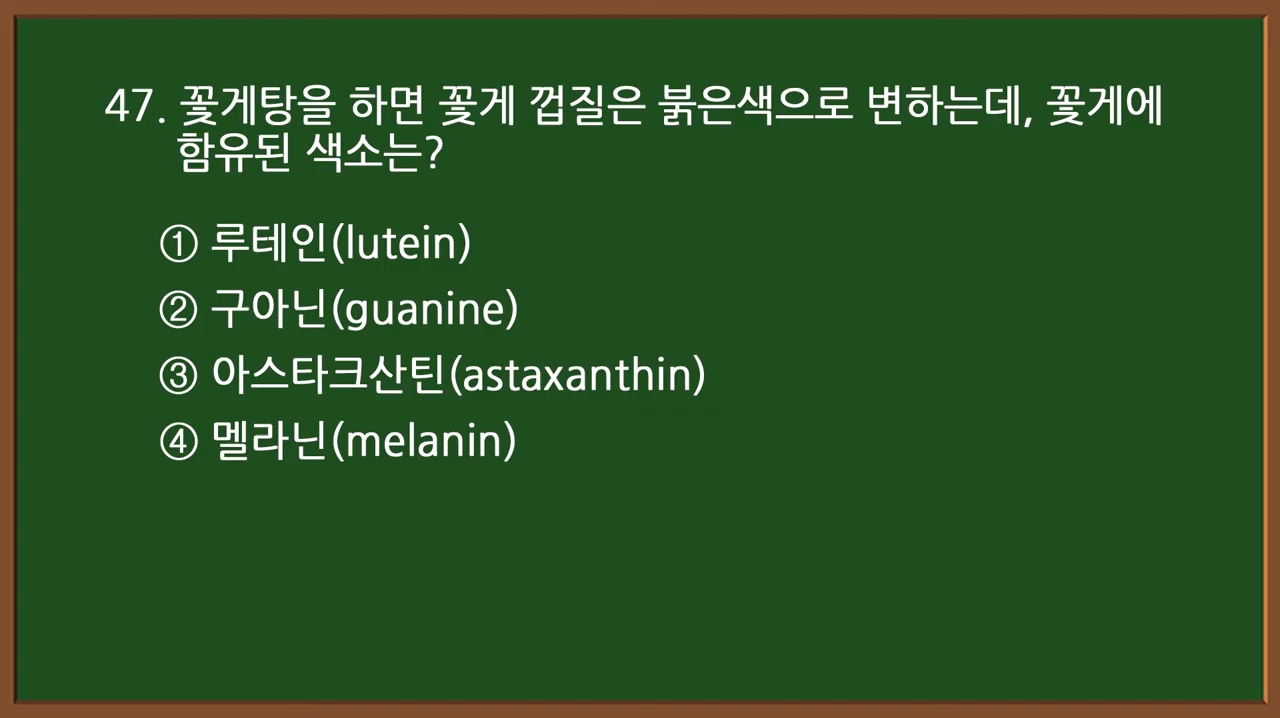 47. 꽃게탕을 하면 꽃게 껍질은 붉은색으로 변하는데, 꽃게에
함유된 색소는?
① 루테인(lutein)
② 구아닌(guanine)
③ 아스타크산틴(astaxanthin)
④ 멜라닌(melanin)